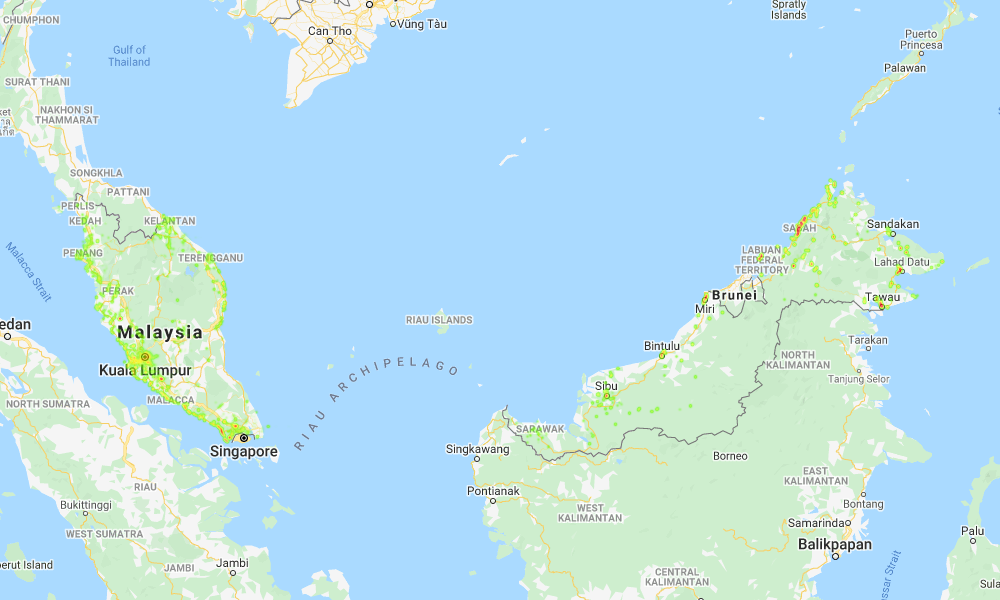 CHUMPHON
Gulf of
Thailand
Can Tho
Vũng Tàu
Spratly
Islands
Puerto
Princesa
Palawan
SURAT THANI
NAKHON SI
THAMMARAT
SONGKHLA
PATTANI
PERLIS
KEDAH
KELANTAN
PENANG
TERENGGANU
Malacca Strait
PERAK
Malaysia
Kuala Lumpur
MALACCA
Singapore
RIAU ISLANDS
RIAU ARCHIPELAGO
edan
NORTH SUMATRA
RIAU
Bukittinggi
WEST SUMATRA
JAMBI
Jambi
berut Island
SABAH
Sandakan
LABUAN
FEDERAL
TERRITORY
Lahad Datu
Brunei
Miri
Tawau
Bintulu
Tarakan
NORTH
KALIMANTAN
Tanjung Selor
Sibu
SARAWAK
Singkawang
Borneo
Pontianak
WEST
KALIMANTAN
EAST
KALIMANTAN
Bontang
Samarinda
Balikpapan
Palu
CENTRAL
KALIMANTAN
ssar Strait
Sula